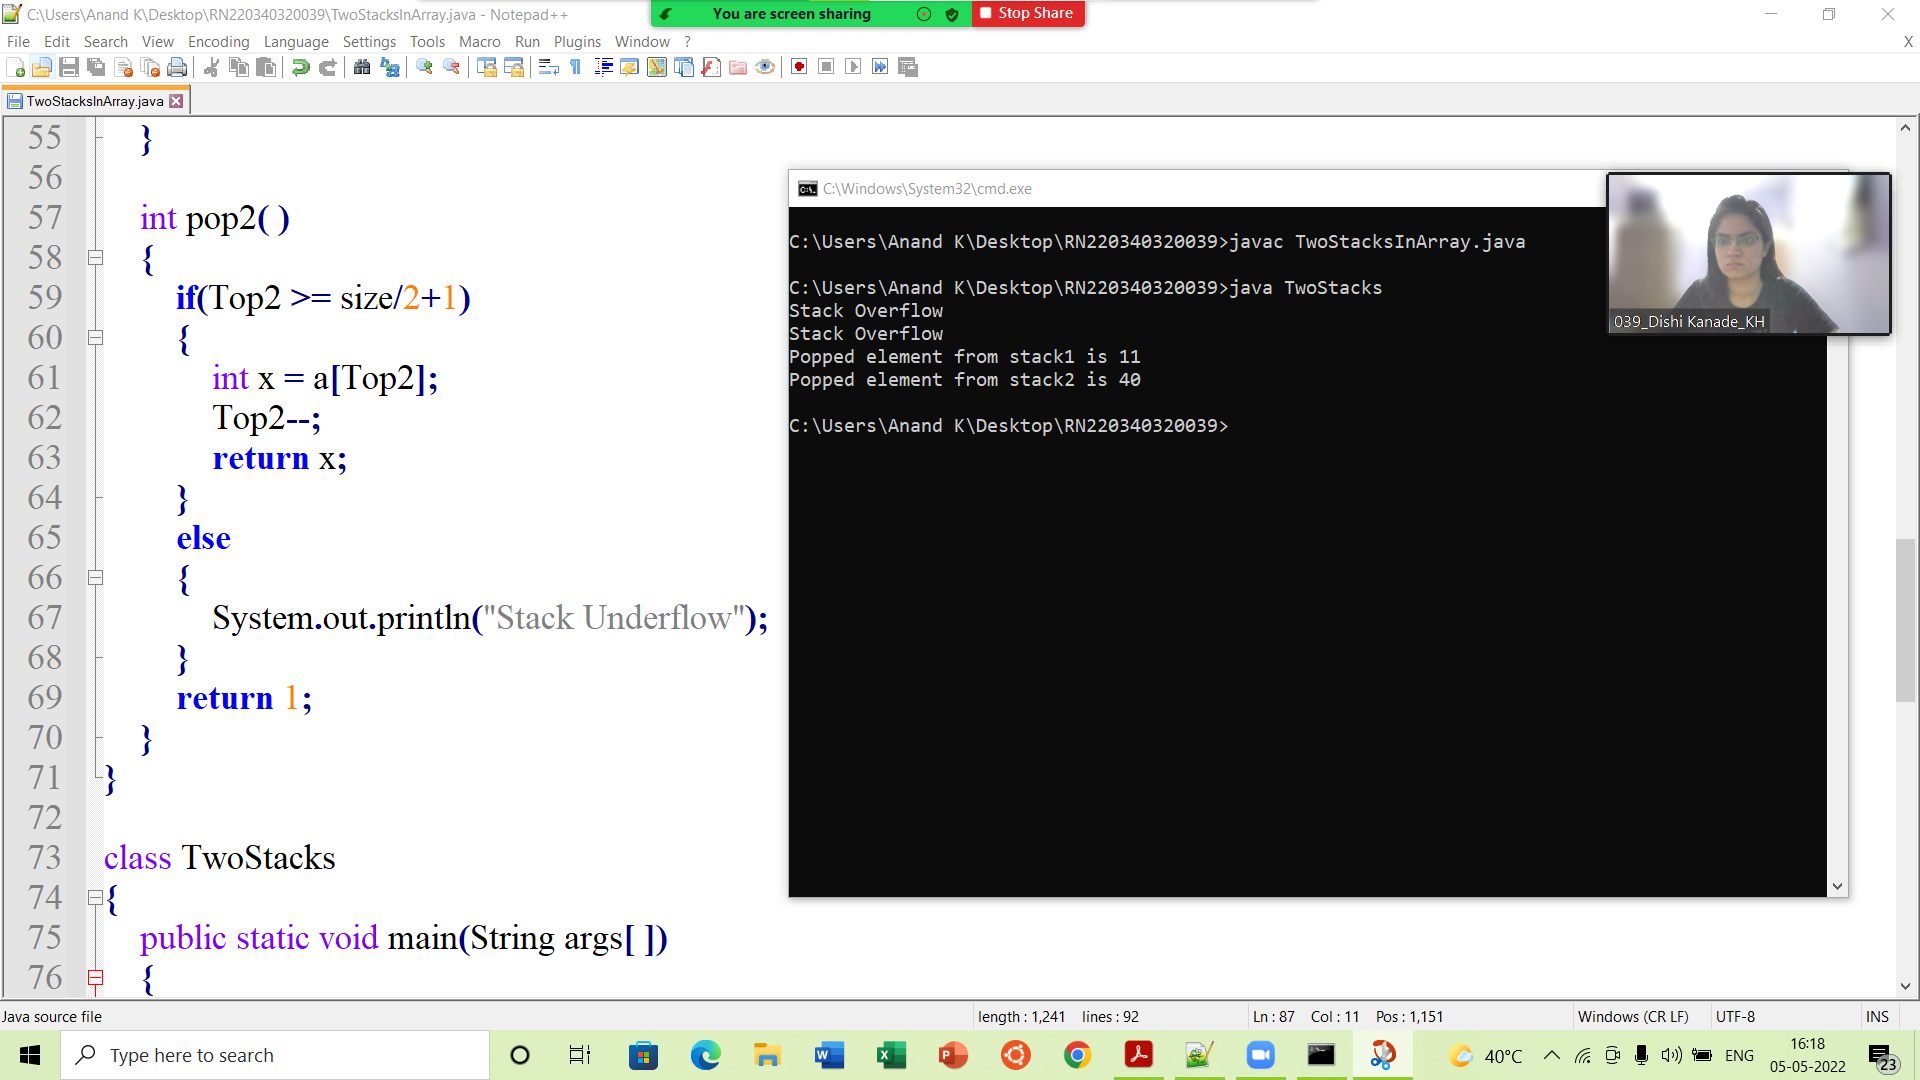 C:\Users\Anand K\Desktop\RN220340320039\TwoStacksInArray.java - Notepad++
You are screen sharing
Stop Share
File Edit Search View Encoding Language Settings Tools Macro Run Plugins Window ? X
TwoStacksInArray.java
55 }
56
57 int pop2( )
58 {
59 if(Top2 >= size/2+1)
60 {
61 int x = a[Top2];
62 Top2--;
63 return x;
64 }
65 else
66 {
67 System.out.println("Stack Underflow");
68 }
69 return 1;
70 }
71 }
72
73 class TwoStacks
74 {
75 public static void main(String args[ ])
76 {
C:\Windows\System32\cmd.exe
C:\Users\Anand K\Desktop\RN220340320039>javac TwoStacksInArray.java
C:\Users\Anand K\Desktop\RN220340320039>java TwoStacks
Stack Overflow
Stack Overflow
Popped element from stack1 is 11
Popped element from stack2 is 40
C:\Users\Anand K\Desktop\RN220340320039>
039_Dishi Kanade_KH
Java source file length : 1,241 lines : 92 Ln : 87 Col : 11 Pos : 1,151 Windows (CR LF) UTF-8 INS
Type here to search
40°C
ENG
16:18
05-05-2022
23